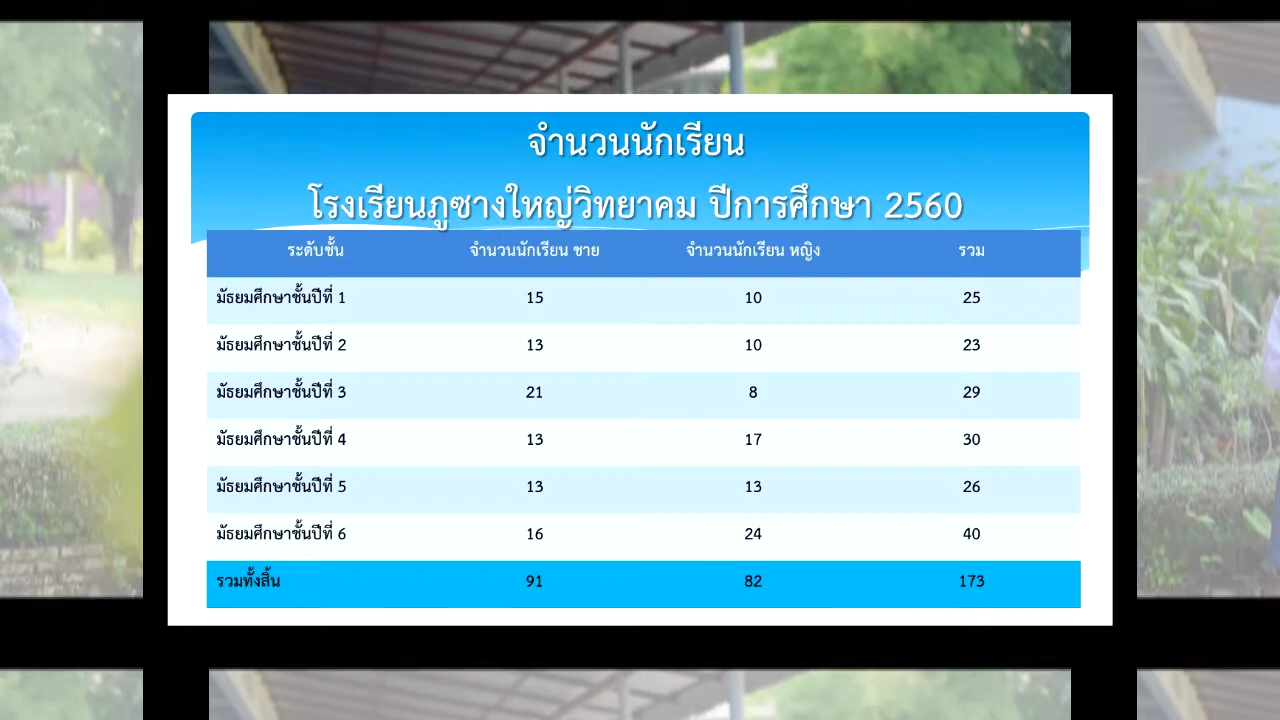 จำนวนนักเรียน
โรงเรียนภูซางใหญ่วิทยาคม ปีการศึกษา 2560
ระดับชั้น จำนวนนักเรียน ชาย จำนวนนักเรียน หญิง รวม
มัธยมศึกษาชั้นปีที่ 1 15 10 25
มัธยมศึกษาชั้นปีที่ 2 13 10 23
มัธยมศึกษาชั้นปีที่ 3 21 8 29
มัธยมศึกษาชั้นปีที่ 4 13 17 30
มัธยมศึกษาชั้นปีที่ 5 13 13 26
มัธยมศึกษาชั้นปีที่ 6 16 24 40
รวมทั้งสิ้น 91 82 173